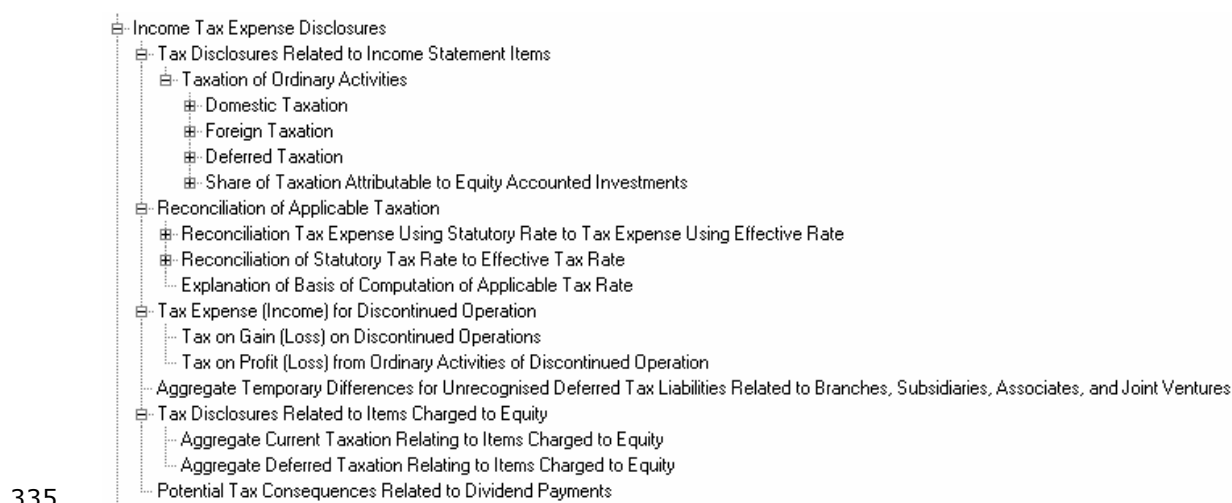 Income Tax Expense Disclosures
Tax Disclosures Related to Income Statement Items
Taxation of Ordinary Activities
Domestic Taxation
Foreign Taxation
Deferred Taxation
Share of Taxation Attributable to Equity Accounted Investments
Reconciliation of Applicable Taxation
Reconciliation Tax Expense Using Statutory Rate to Tax Expense Using Effective Rate
Reconciliation of Statutory Tax Rate to Effective Tax Rate
Explanation of Basis of Computation of Applicable Tax Rate
Tax Expense (Income) for Discontinued Operation
Tax on Gain (Loss) on Discontinued Operations
Tax on Profit (Loss) from Ordinary Activities of Discontinued Operation
Aggregate Temporary Differences for Unrecognised Deferred Tax Liabilities Related to Branches, Subsidiaries, Associates, and Joint Ventures
Tax Disclosures Related to Items Charged to Equity
Aggregate Current Taxation Relating to Items Charged to Equity
Aggregate Deferred Taxation Relating to Items Charged to Equity
Potential Tax Consequences Related to Dividend Payments
335